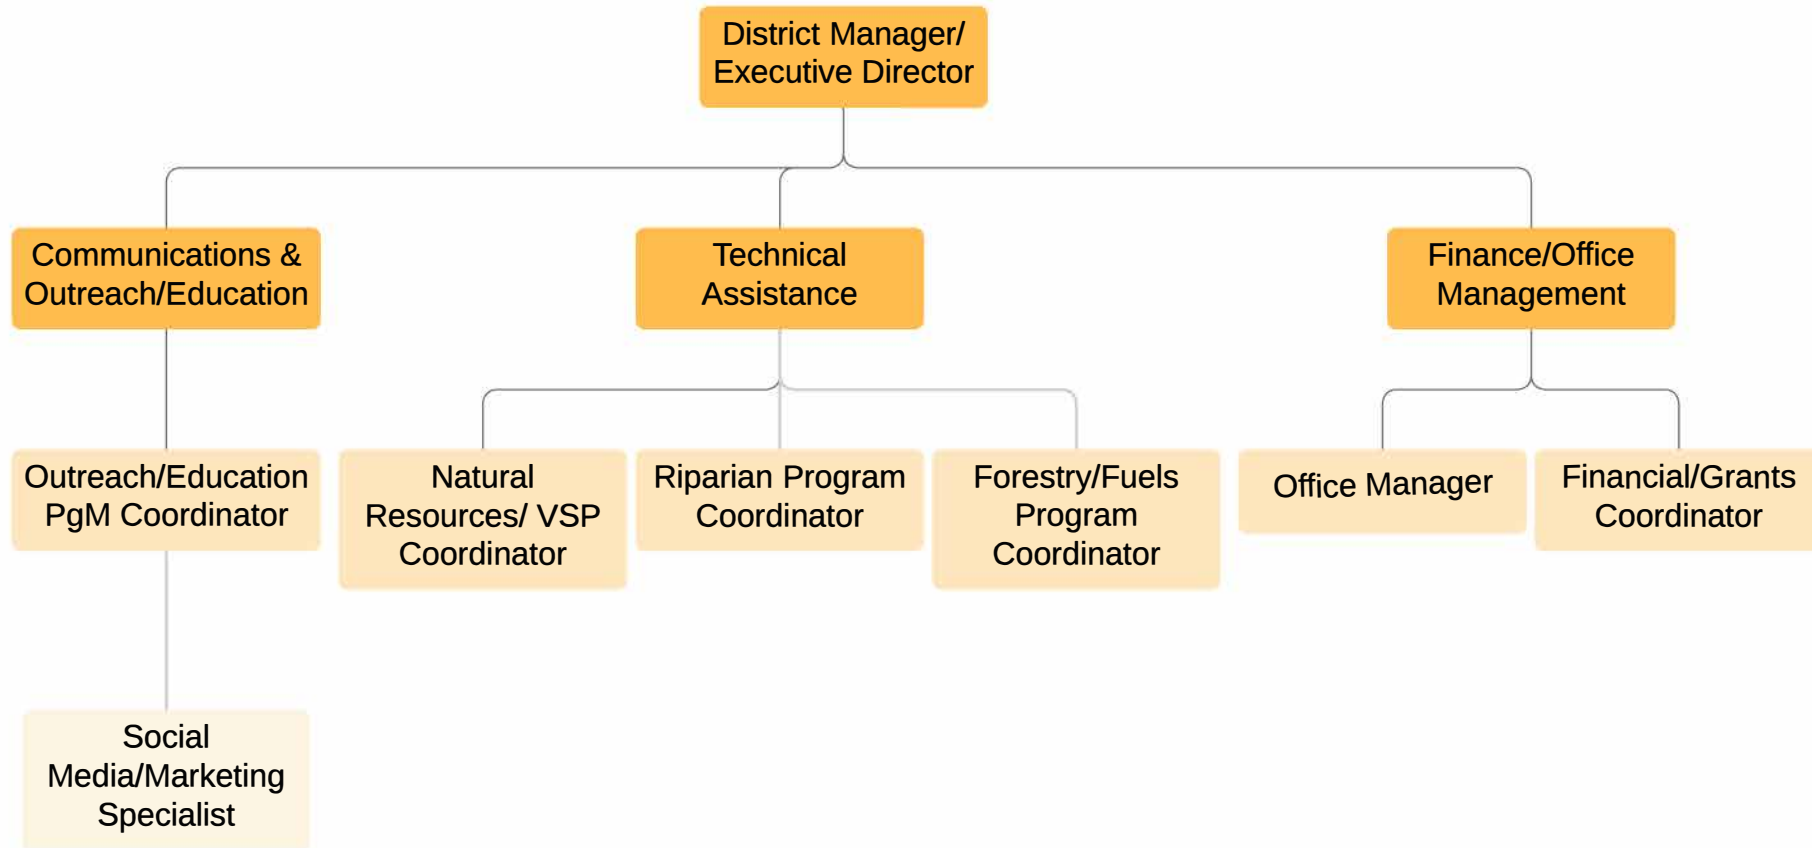 District Manager/
Executive Director
Communications &
Outreach/Education
Technical
Assistance
Finance/Office
Management
Outreach/Education
PgM Coordinator
Natural
Resources/ VSP
Coordinator
Riparian Program
Coordinator
Forestry/Fuels
Program
Coordinator
Office Manager
Financial/Grants
Coordinator
Social
Media/Marketing
Specialist